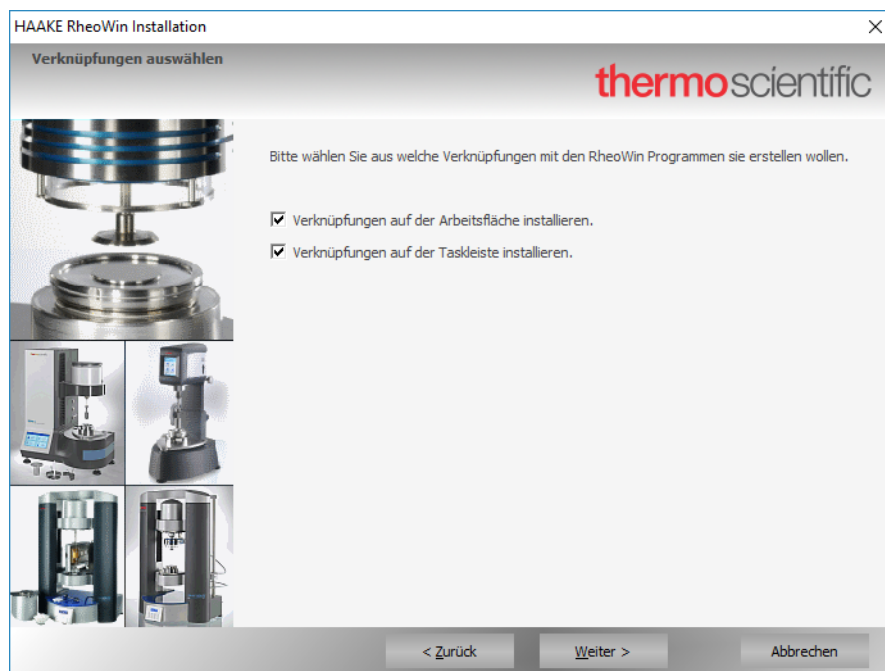 HAAKE RheoWin Installation
Verknüpfungen auswählen
thermoscientific
Bitte wählen Sie aus welche Verknüpfungen mit den RheoWin Programmen sie erstellen wollen.
Verknüpfungen auf der Arbeitsfläche installieren.
Verknüpfungen auf der Taskleiste installieren.
< Zurück
Weiter >
Abbrechen